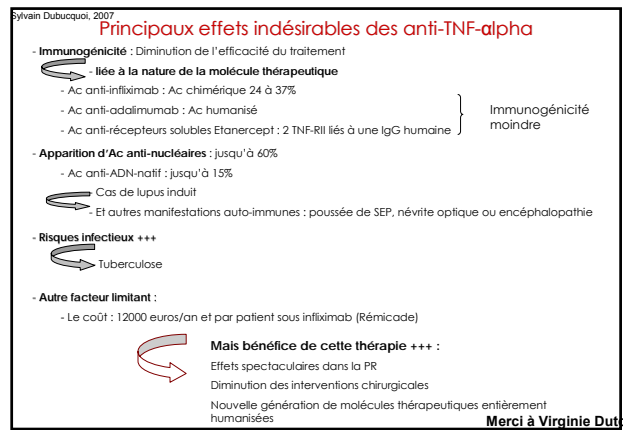 Sylvain Dubucquoi, 2007
Principaux effets indésirables des anti-TNF-αlpha
- Immunogénicité : Diminution de l'efficacité du traitement
- liée à la nature de la molécule thérapeutique
- Ac anti-infliximab : Ac chimérique 24 à 37%
- Ac anti-adalimumab : Ac humanisé
- Ac anti-récepteurs solubles Etanercept : 2 TNF-RII liés à une IgG humaine
Immunogénicité
moindre
- Apparition d'Ac anti-nucléaires : jusqu'à 60%
- Ac anti-ADN-natif : jusqu'à 15%
- Cas de lupus induit
- Et autres manifestations auto-immunes : poussée de SEP, névrite optique ou encéphalopathie
- Risques infectieux +++
Tuberculose
- Autre facteur limitant :
- Le coût : 12000 euros/an et par patient sous infliximab (Rémicade)
Mais bénéfice de cette thérapie +++ :
Effets spectaculaires dans la PR
Diminution des interventions chirurgicales
Nouvelle génération de molécules thérapeutiques entièrement
humanisées
Merci à Virginie